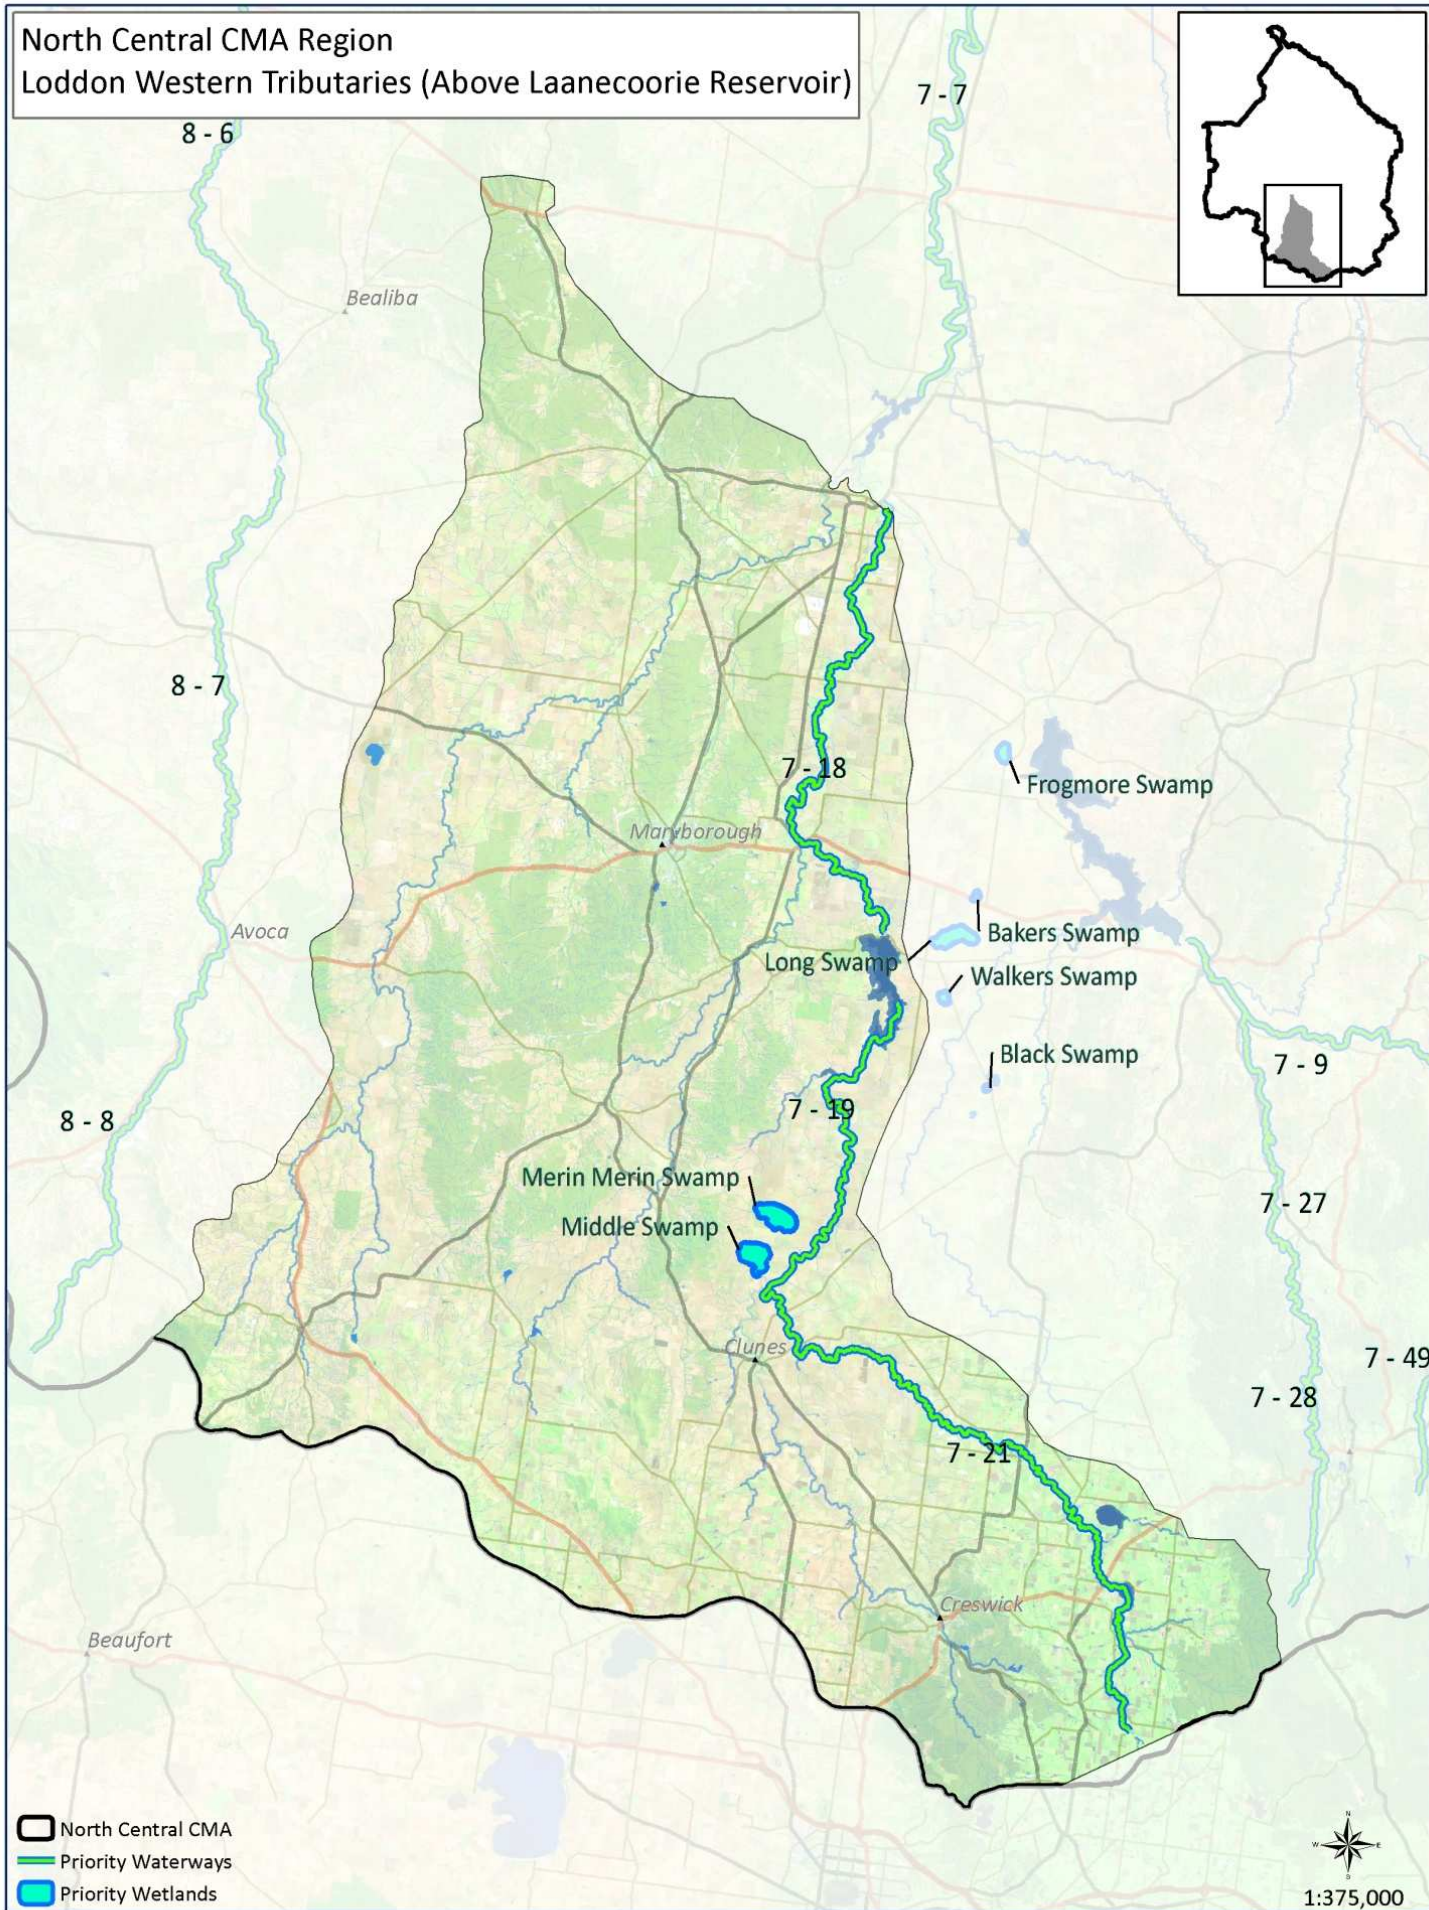 North Central CMA Region
Loddon Western Tributaries (Above Laanecoorie Reservoir)
7 - 7
8 - 6
Bealiba
8 - 7
7 - 18
Frogmore Swamp
Maryborough
Avoca
Bakers Swamp
Long Swamp
Walkers Swamp
Black Swamp
7 - 9
7 - 19
8 - 8
Merin Merin Swamp
7 - 27
Middle Swamp
Clunes
7 - 49
7 - 28
7 - 21
Creswick
Beaufort
North Central CMA
Priority Waterways
Priority Wetlands
N
W
E
S
1:375,000